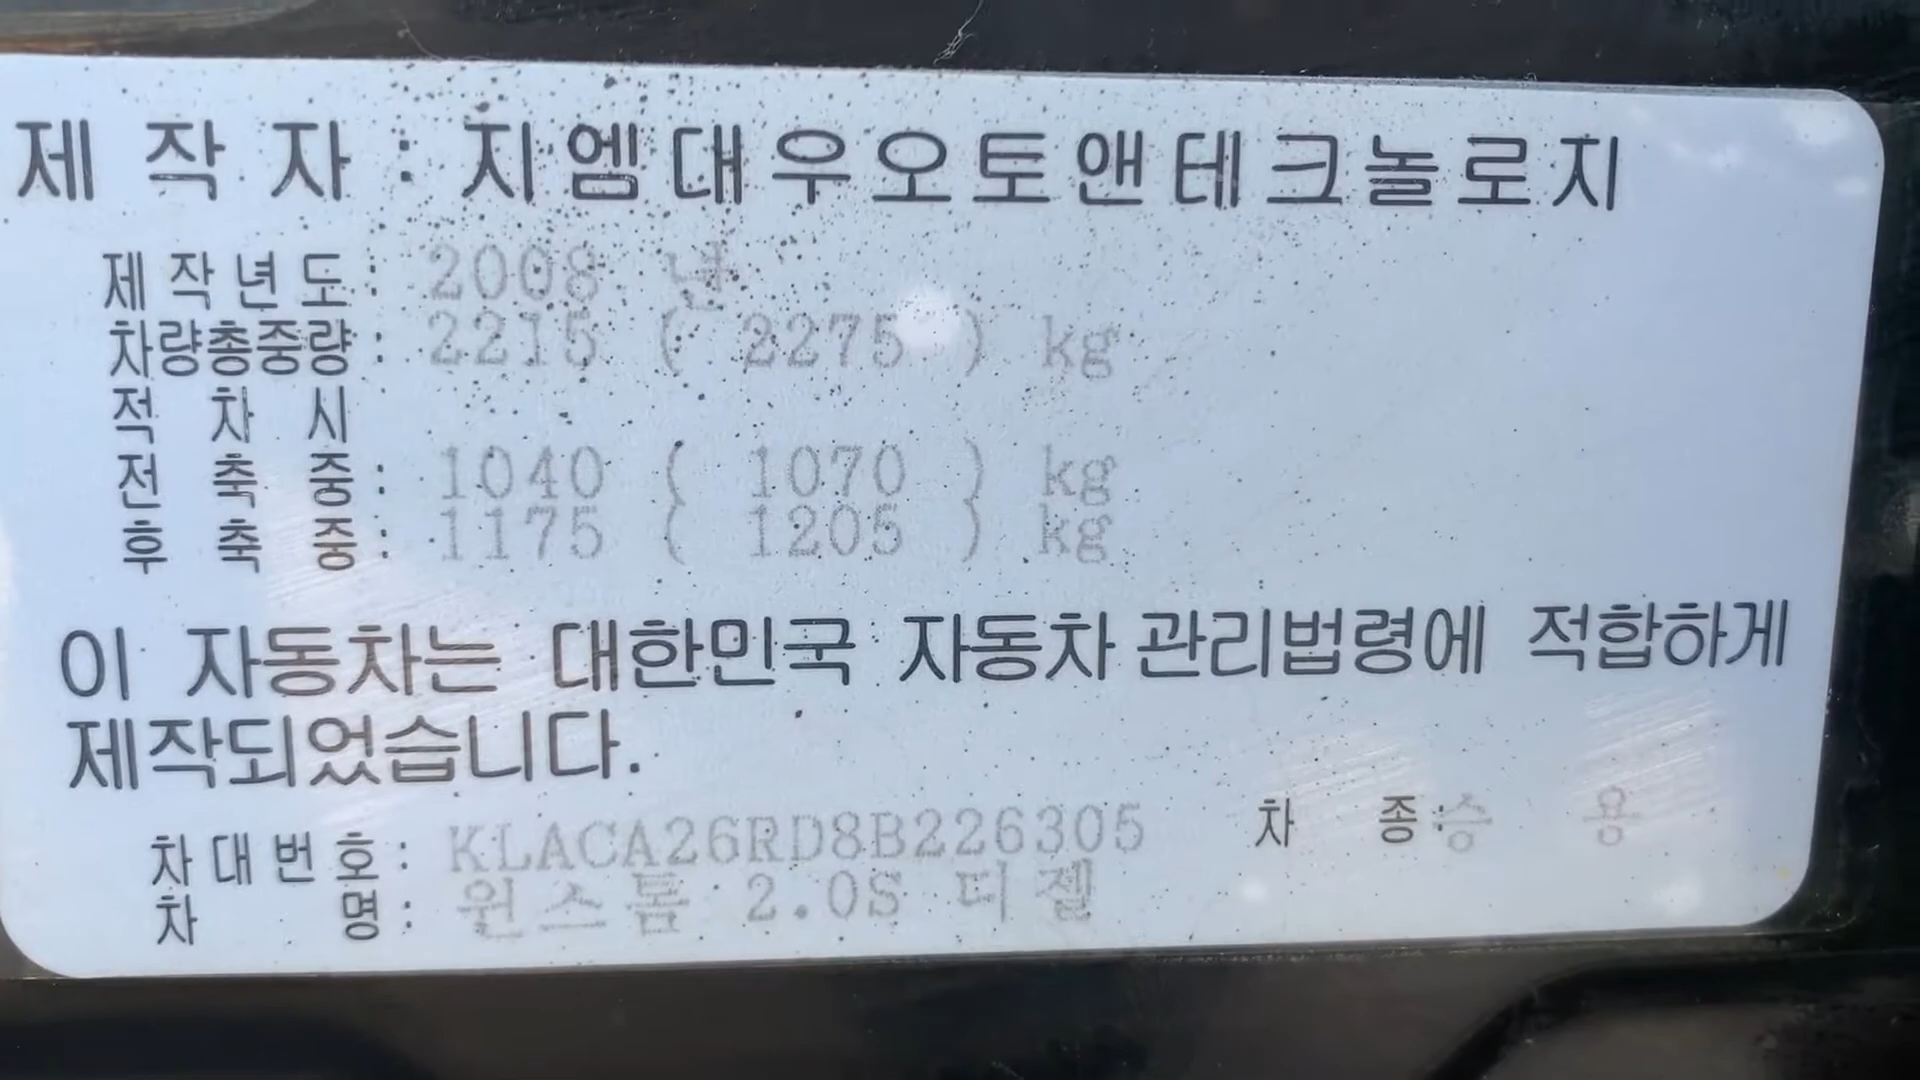 제 작 자 : 지엠대우오토앤테크놀로지
제 작 년 도 : 2008 년
차량총중량 : 2215 ( 2275 ) kg
적 차 시
전 축 중 : 1040 ( 1070 ) kg
후 축 중 : 1175 ( 1205 ) kg
이 자동차는 대한민국 자동차 관리법령에 적합하게
제작되었습니다.
차 대 번 호 : KLACA26RD8B226305 차 종 : 승 용
차 명 : 윈스톰 2.0S 디젤